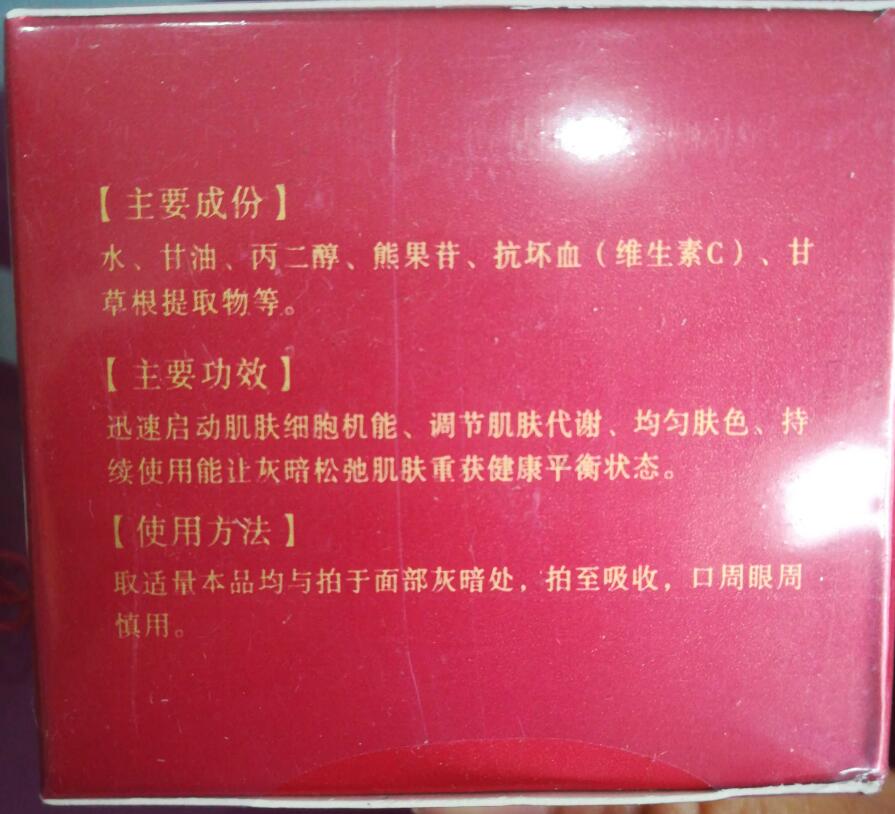 【主要成份】
水、甘油、丙二醇、熊果苷、抗坏血（维生素C）、甘
草根提取物等。
【主要功效】
迅速启动肌肤细胞机能、调节肌肤代谢、均匀肤色、持
续使用能让灰暗松弛肌肤重获健康平衡状态。
【使用方法】
取适量本品均与拍于面部灰暗处，拍至吸收，口周眼周
慎用。